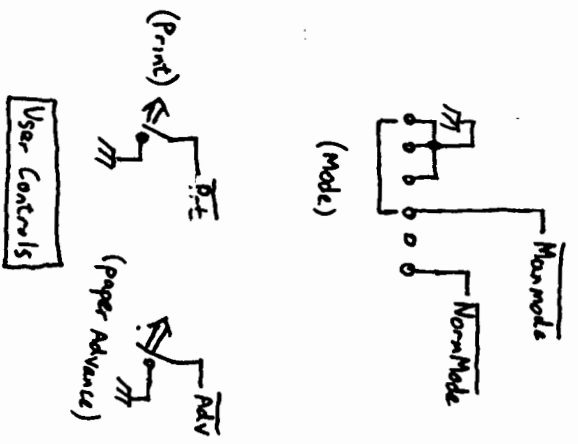 Manmode
NormMode
(Mode)
(Print)
Prt
Adv
(paper Advance)
User Controls